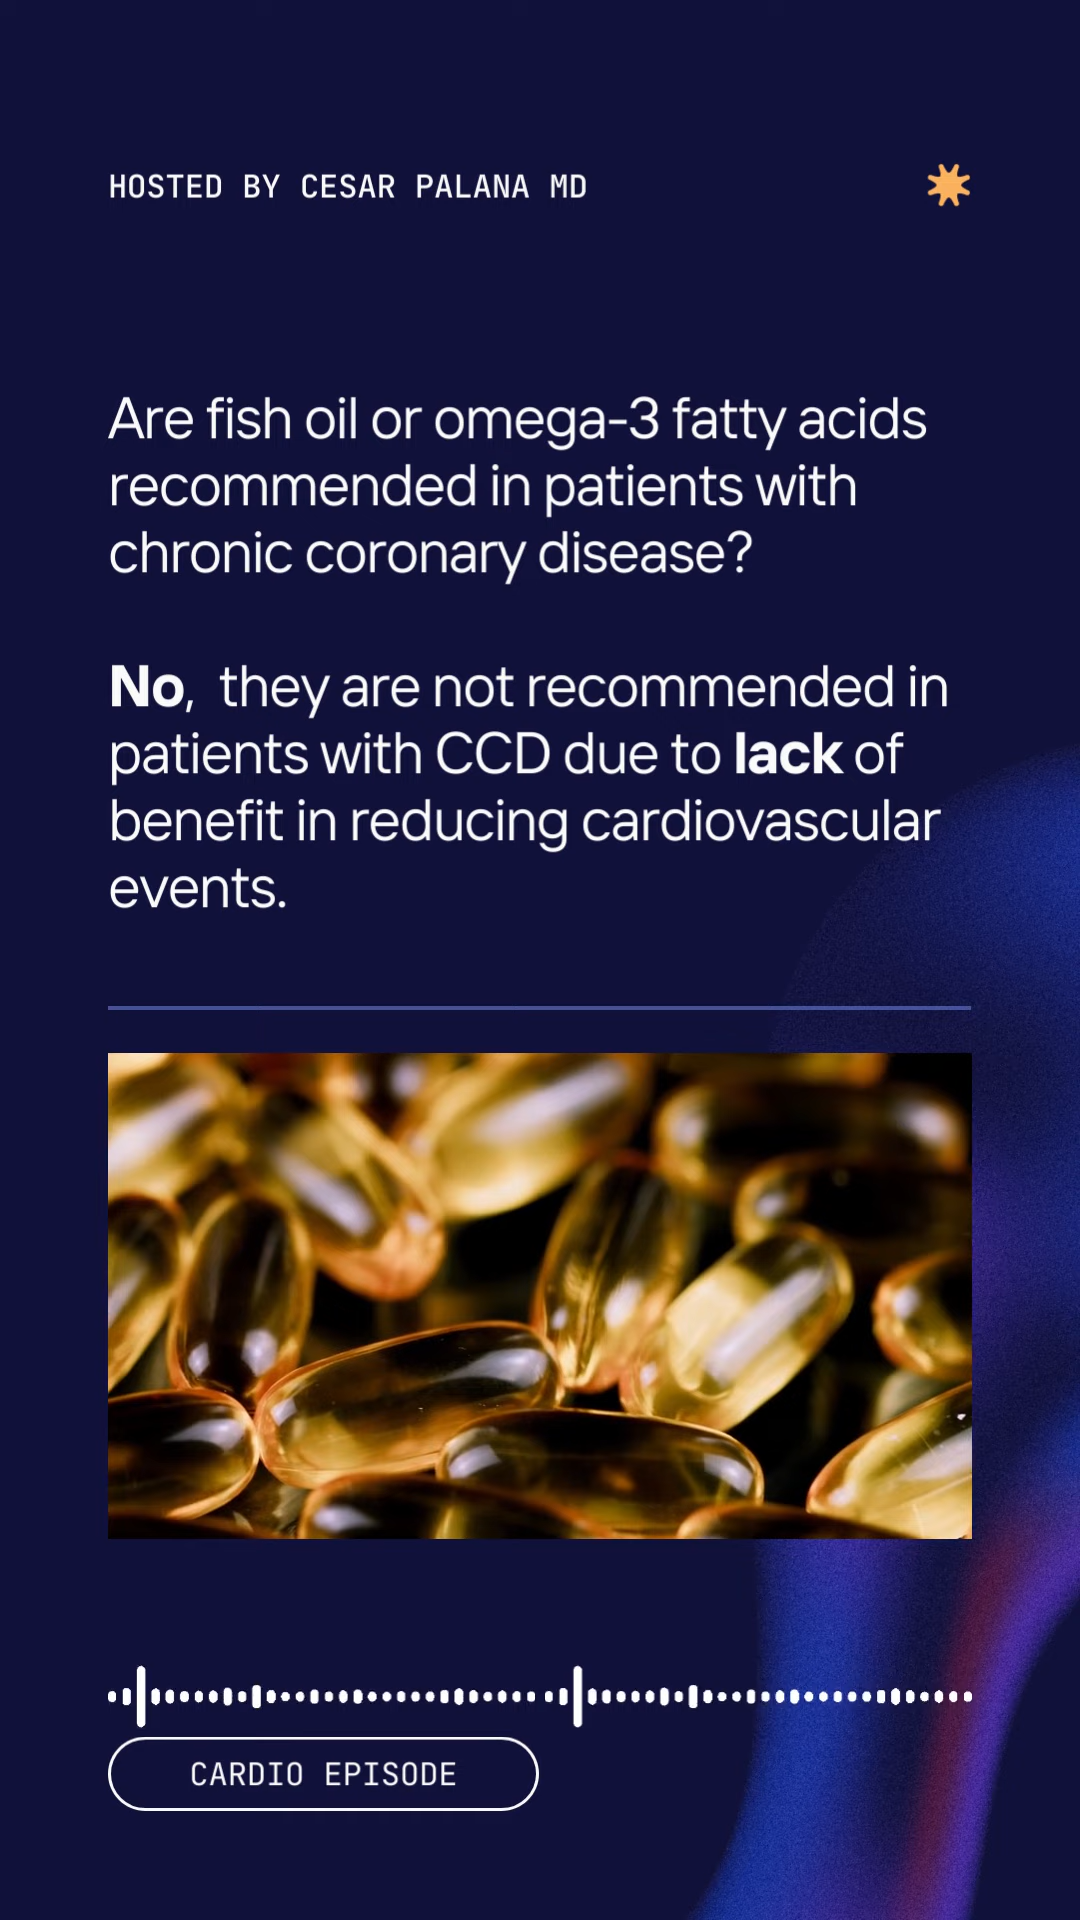 HOSTED BY CESAR PALANA MD
Are fish oil or omega-3 fatty acids
recommended in patients with
chronic coronary disease?
No,  they are not recommended in
patients with CCD due to lack of
benefit in reducing cardiovascular
events.
CARDIO EPISODE